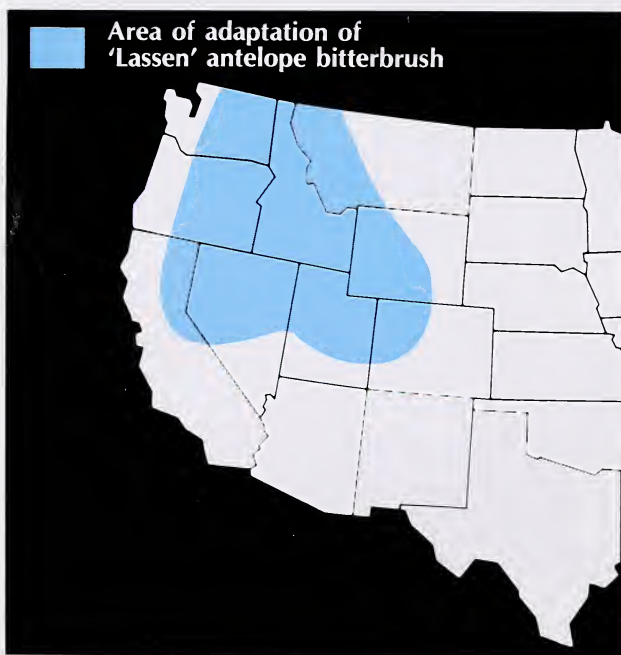 Area of adaptation of
‘Lassen’ antelope bitterbrush